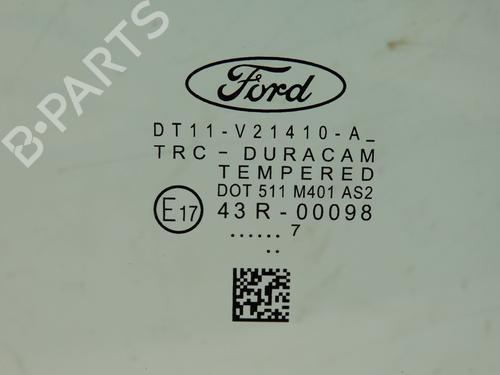 B-PARTS
Ford
DT11-V21410-A_
TRC - DURACAM
TEMPERED
DOT 511 M401 AS2
E17 43 R - 00098
...... 7
..